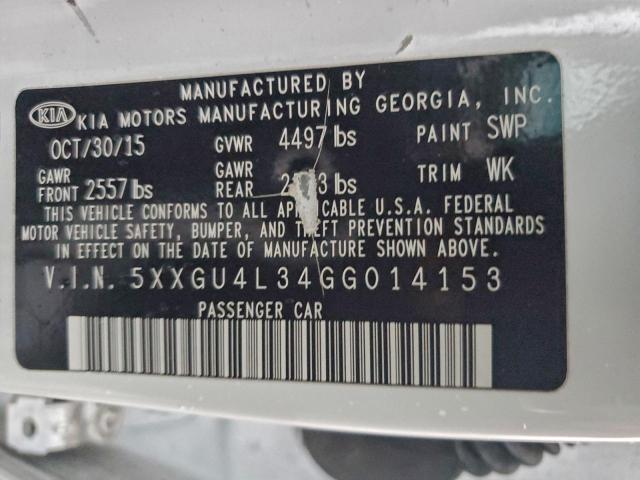 MANUFACTURED BY
KIA KIA MOTORS MANUFACTURING GEORGIA, INC.
OCT/30/15 GVWR 4497 lbs PAINT SWP
GAWR FRONT 2557 lbs GAWR REAR lbs TRIM WK
THIS VEHICLE CONFORMS TO ALL APPLICABLE U.S.A. FEDERAL
MOTOR VEHICLE SAFETY, BUMPER, AND THEFT PREVENTION STANDARDS
IN EFFECT ON THE DATE OF MANUFACTURE SHOWN ABOVE.
V.I.N. 5XXGU4L34GG014153
PASSENGER CAR